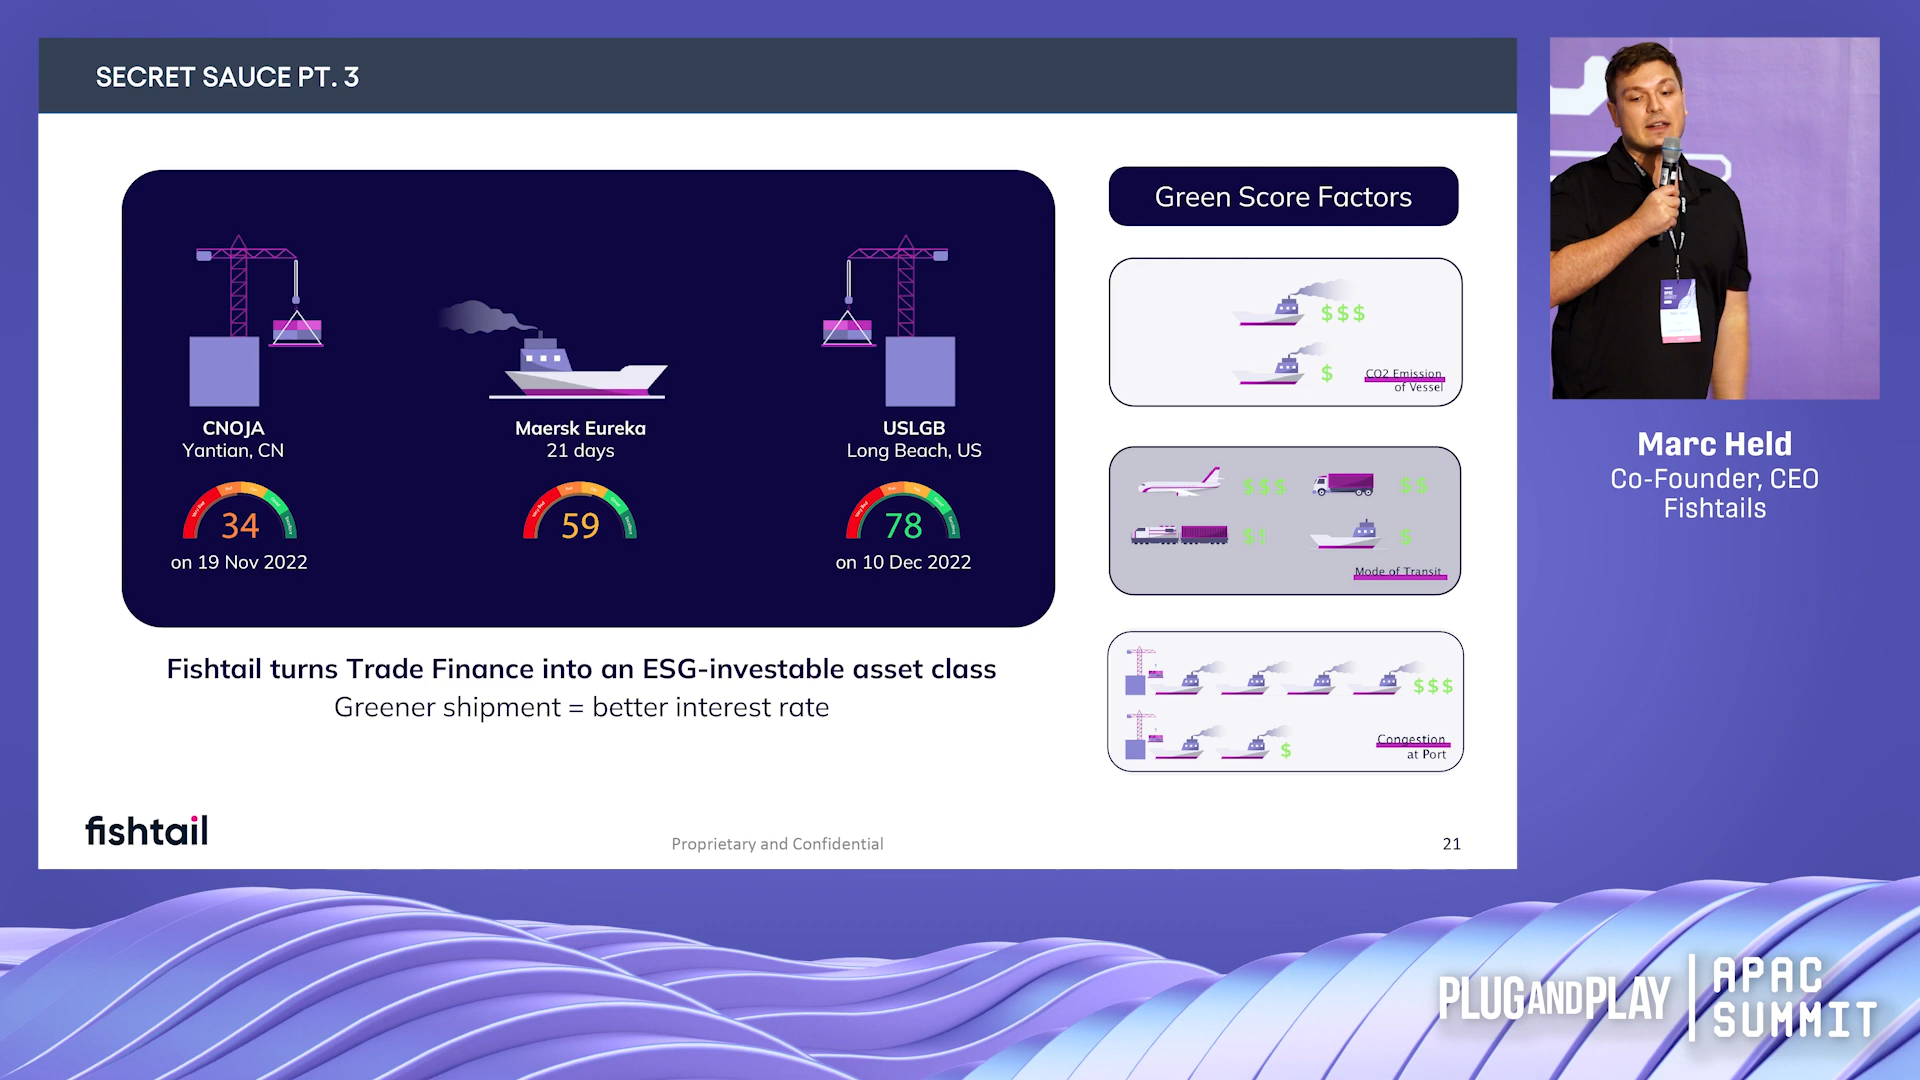 SECRET SAUCE PT. 3
CNOJA
Yantian, CN
34
on 19 Nov 2022
Maersk Eureka
21 days
59
USLGB
Long Beach, US
78
on 10 Dec 2022
Fishtail turns Trade Finance into an ESG-investable asset class
Greener shipment = better interest rate
Green Score Factors
$$$
$
CO2 Emission
of Vessel
$$$
$$
$
Mode of Transit
$$$
$
Congestion
at Port
fishtail
Proprietary and Confidential
21
Marc Held
Co-Founder, CEO
Fishtails
PLUGANDPLAY
APAC
SUMMIT